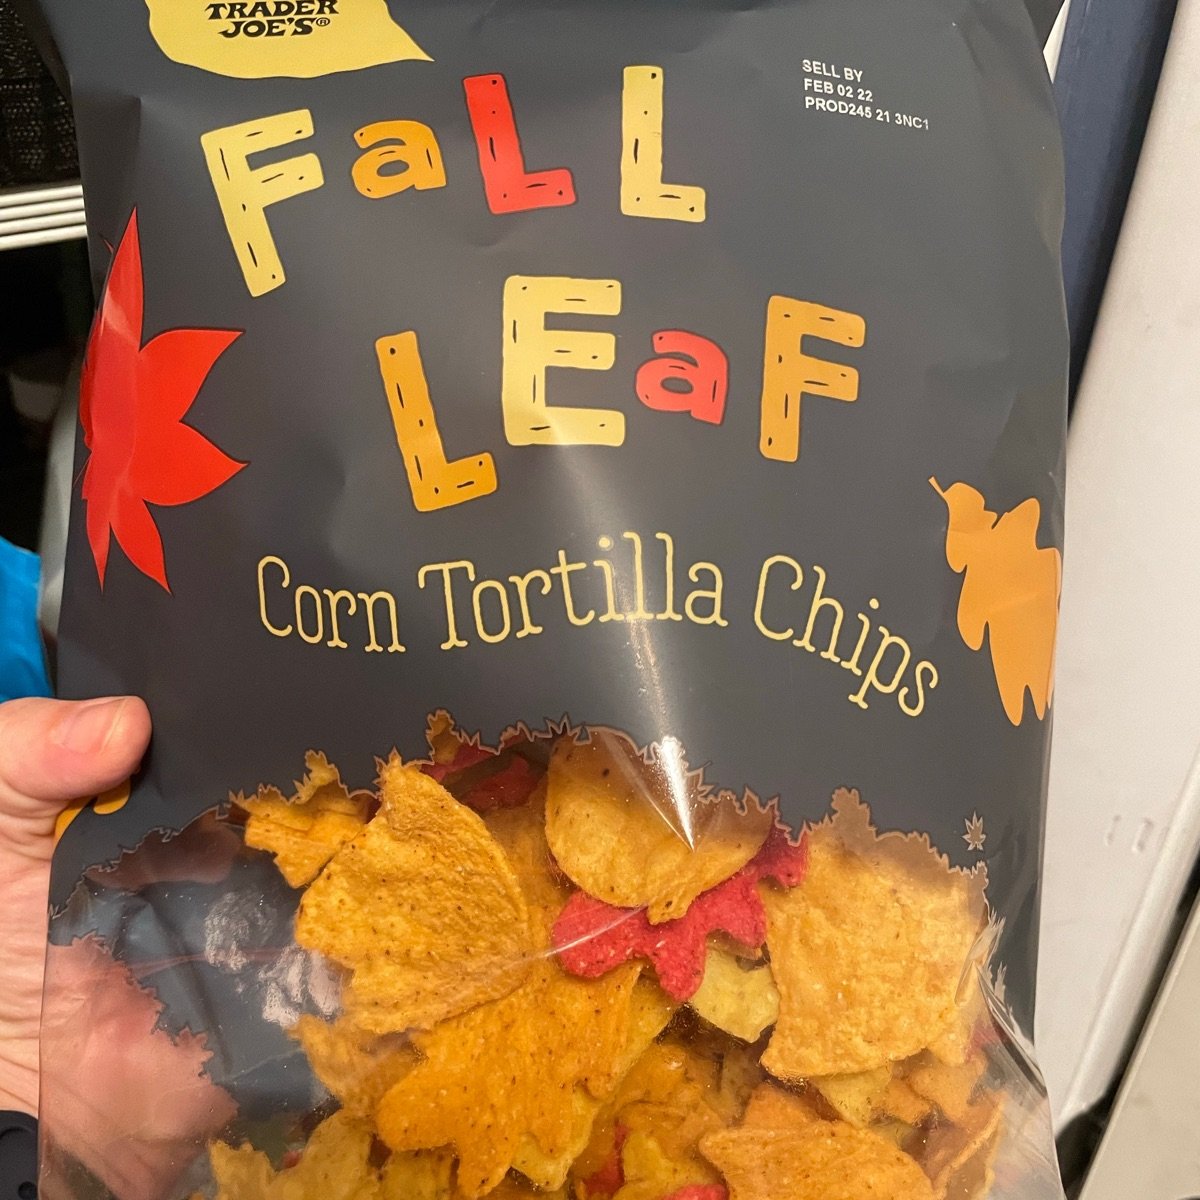 TRADER
JOE'S®
SELL BY
FEB 02 22
PROD245 21 3NC1
FaLL
LEaF
Corn Tortilla Chips